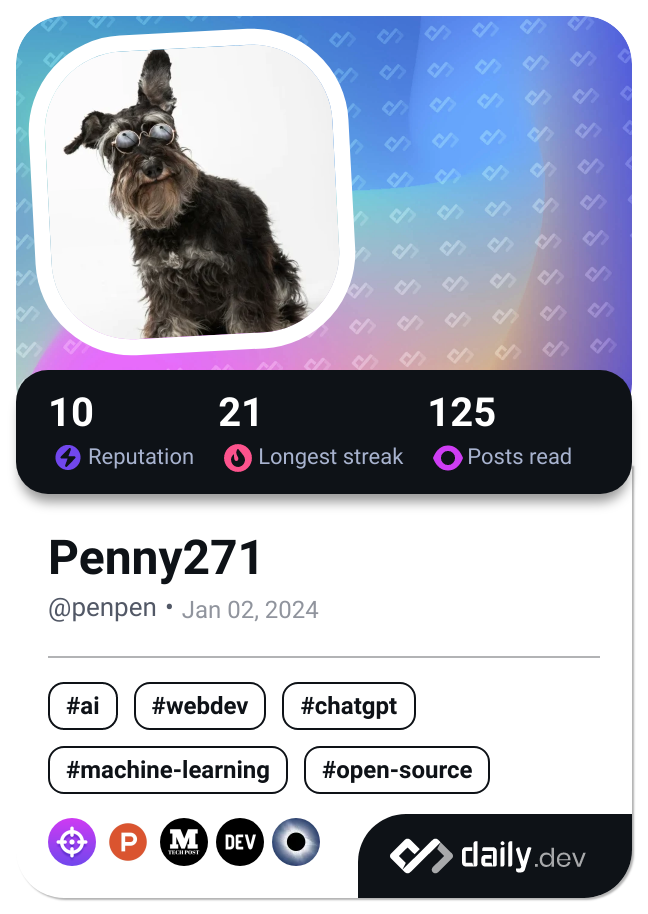 10 21 125
Reputation Longest streak Posts read
Penny271
@penpen • Jan 02, 2024
#ai #webdev #chatgpt
#machine-learning #open-source
P M TECH POST DEV daily.dev